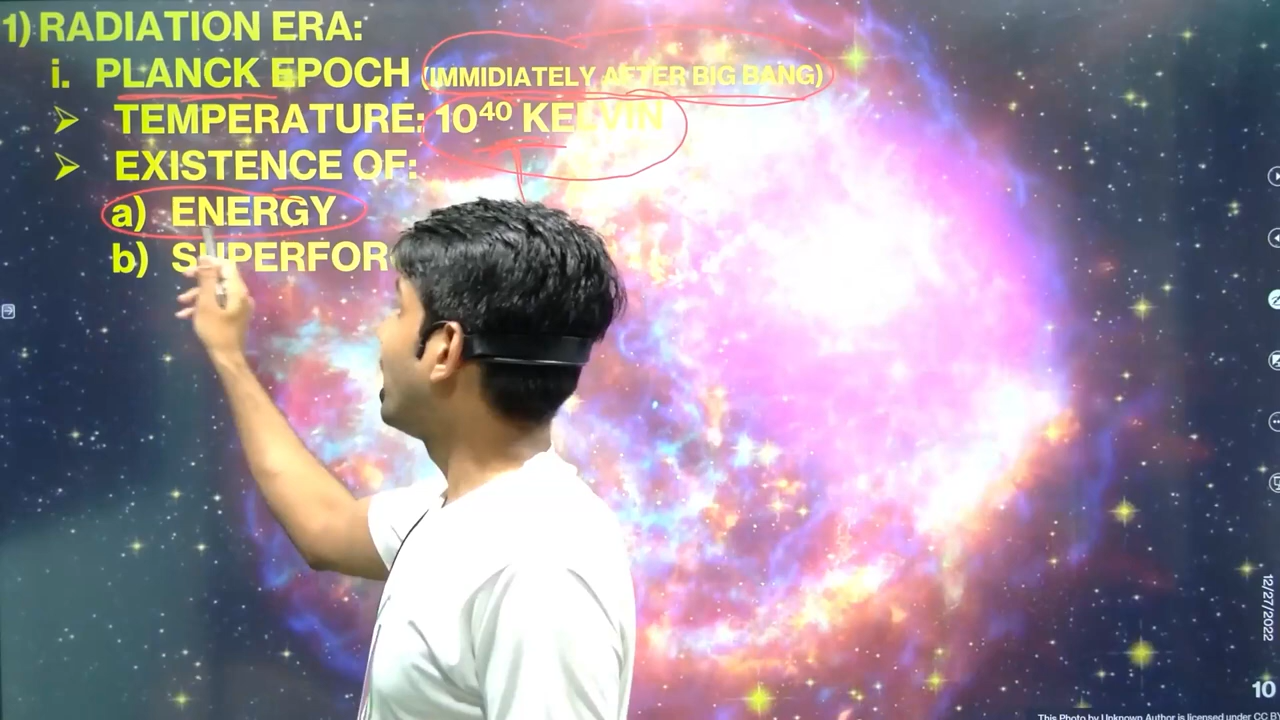 1) RADIATION ERA:
i. PLANCK EPOCH (IMMIDIATELY AFTER BIG BANG)
➢ TEMPERATURE: 10⁴⁰ KELVIN
➢ EXISTENCE OF:
a) ENERGY
b) SUPERFOR
12/27/2022
10
This Photo by Unknown Author is licensed under CC BY